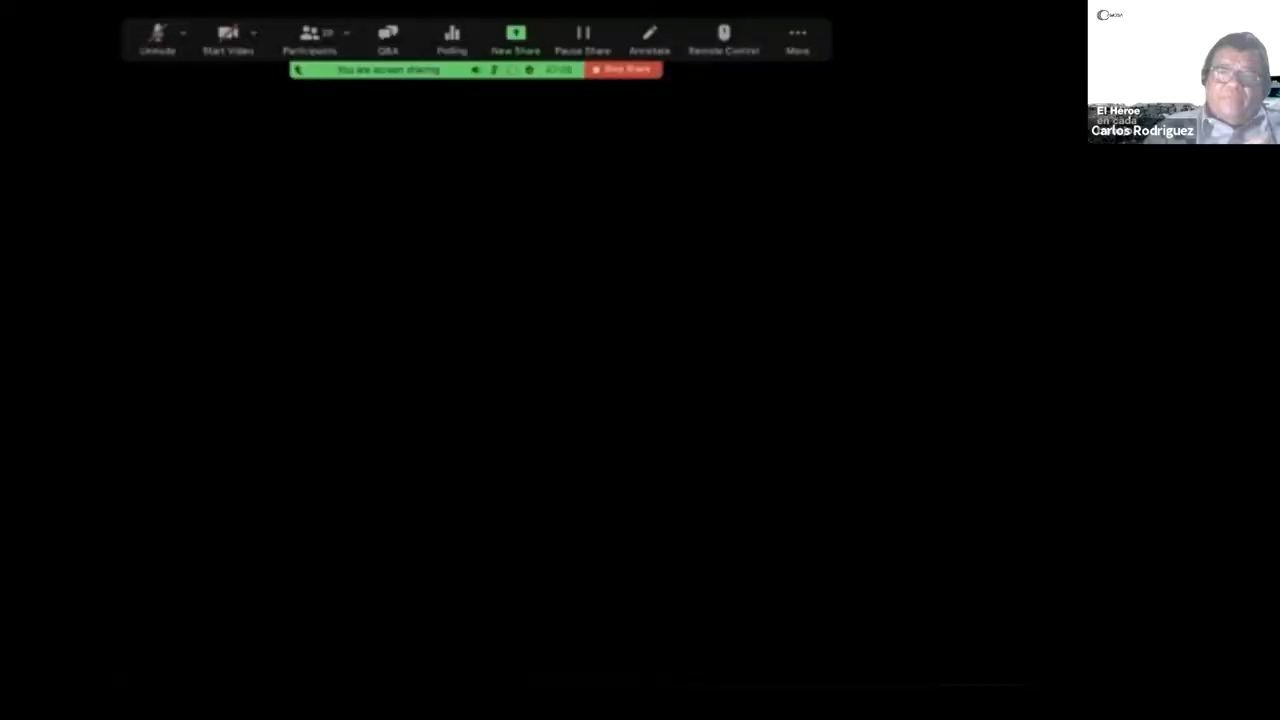 Unmute
Start Video
Participants
Q&A
Polling
New Share
Pause Share
Annotate
Remote Control
More
You are screen sharing
Stop Share
El Héroe
en cada
Carlos Rodriguez